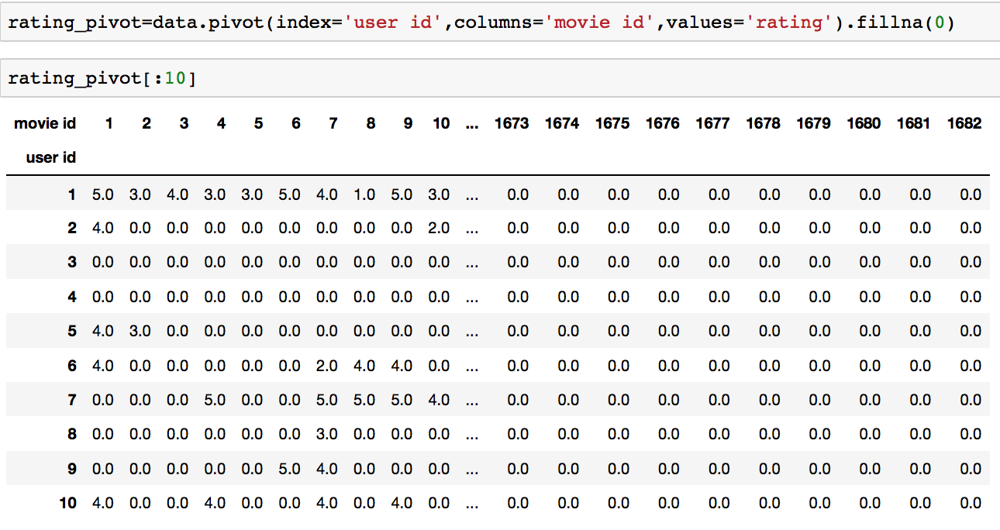 rating_pivot=data.pivot(index='user id',columns='movie id',values='rating').fillna(0)
rating_pivot[:10]
movie id 1 2 3 4 5 6 7 8 9 10 ... 1673 1674 1675 1676 1677 1678 1679 1680 1681 1682
user id
1 5.0 3.0 4.0 3.0 3.0 5.0 4.0 1.0 5.0 3.0 ... 0.0 0.0 0.0 0.0 0.0 0.0 0.0 0.0 0.0 0.0
2 4.0 0.0 0.0 0.0 0.0 0.0 0.0 0.0 0.0 2.0 ... 0.0 0.0 0.0 0.0 0.0 0.0 0.0 0.0 0.0 0.0
3 0.0 0.0 0.0 0.0 0.0 0.0 0.0 0.0 0.0 0.0 ... 0.0 0.0 0.0 0.0 0.0 0.0 0.0 0.0 0.0 0.0
4 0.0 0.0 0.0 0.0 0.0 0.0 0.0 0.0 0.0 0.0 ... 0.0 0.0 0.0 0.0 0.0 0.0 0.0 0.0 0.0 0.0
5 4.0 3.0 0.0 0.0 0.0 0.0 0.0 0.0 0.0 0.0 ... 0.0 0.0 0.0 0.0 0.0 0.0 0.0 0.0 0.0 0.0
6 4.0 0.0 0.0 0.0 0.0 0.0 2.0 4.0 4.0 0.0 ... 0.0 0.0 0.0 0.0 0.0 0.0 0.0 0.0 0.0 0.0
7 0.0 0.0 0.0 5.0 0.0 0.0 5.0 5.0 5.0 4.0 ... 0.0 0.0 0.0 0.0 0.0 0.0 0.0 0.0 0.0 0.0
8 0.0 0.0 0.0 0.0 0.0 0.0 3.0 0.0 0.0 0.0 ... 0.0 0.0 0.0 0.0 0.0 0.0 0.0 0.0 0.0 0.0
9 0.0 0.0 0.0 0.0 0.0 5.0 4.0 0.0 0.0 0.0 ... 0.0 0.0 0.0 0.0 0.0 0.0 0.0 0.0 0.0 0.0
10 4.0 0.0 0.0 4.0 0.0 0.0 4.0 0.0 4.0 0.0 ... 0.0 0.0 0.0 0.0 0.0 0.0 0.0 0.0 0.0 0.0